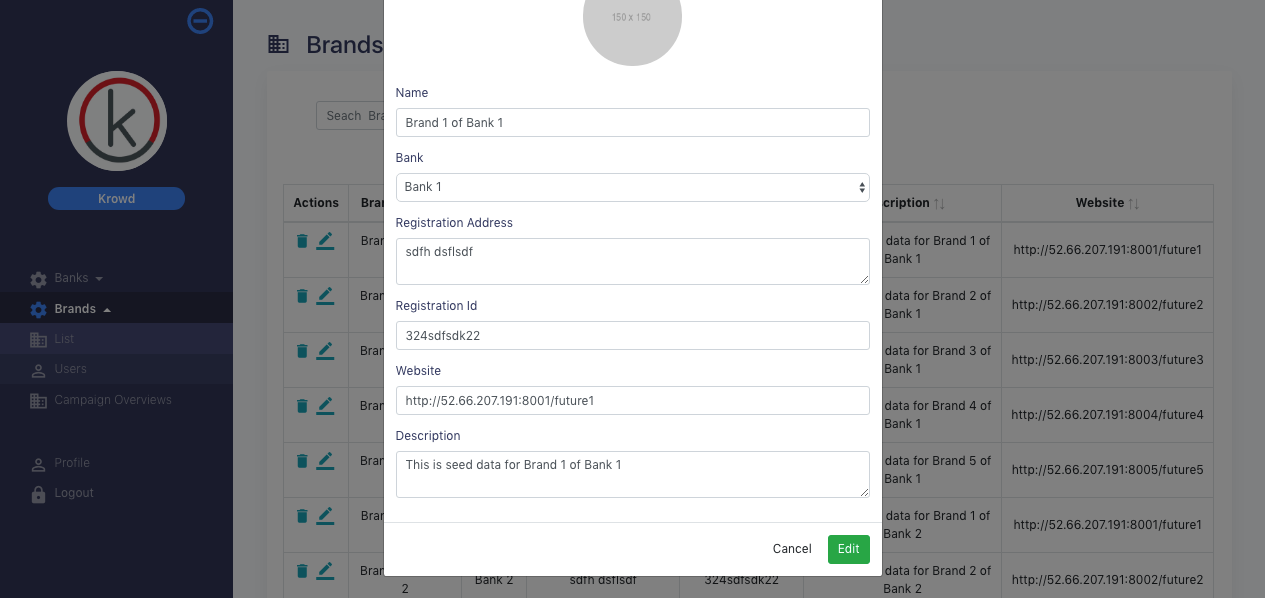 k
Krowd
Banks
Brands
List
Users
Campaign Overviews
Profile
Logout
Brands
Seach Bra
Actions
Bra
cription
Website
Bran
data for Brand 1 of
Bank 1
http://52.66.207.191:8001/future1
Bran
data for Brand 2 of
Bank 1
http://52.66.207.191:8002/future2
Bran
data for Brand 3 of
Bank 1
http://52.66.207.191:8003/future3
Bran
data for Brand 4 of
Bank 1
http://52.66.207.191:8004/future4
Bran
data for Brand 5 of
Bank 1
http://52.66.207.191:8005/future5
Bran
data for Brand 1 of
Bank 2
http://52.66.207.191:8001/future1
Bran
2
Bank 2
sdfh dsflsdf
324sdfsdk22
data for Brand 2 of
Bank 2
http://52.66.207.191:8002/future2
150 x 150
Name
Brand 1 of Bank 1
Bank
Bank 1
Registration Address
sdfh dsflsdf
Registration Id
324sdfsdk22
Website
http://52.66.207.191:8001/future1
Description
This is seed data for Brand 1 of Bank 1
Cancel
Edit